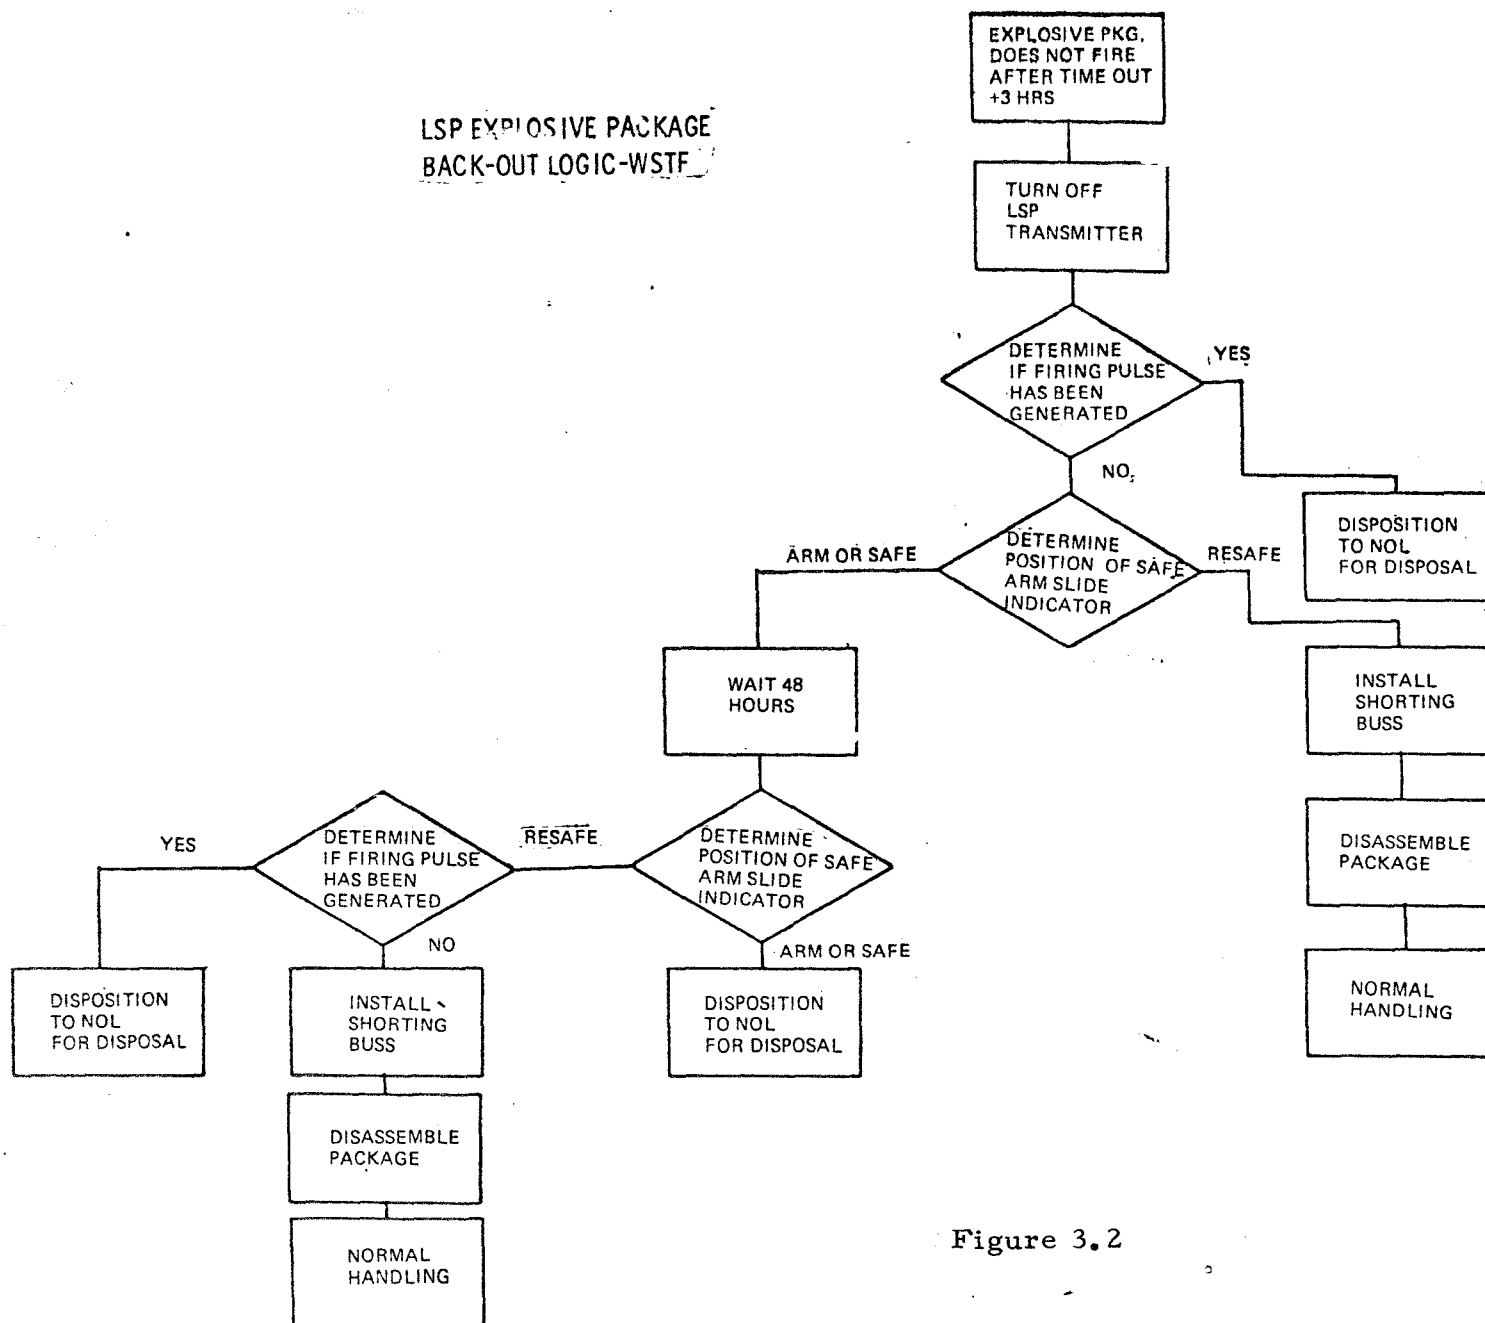 EXPLOSIVE PKG.
DOES NOT FIRE
AFTER TIME OUT
+3 HRS
LSP EXPLOSIVE PACKAGE
BACK-OUT LOGIC-WSTF
TURN OFF
LSP
TRANSMITTER
DETERMINE
IF FIRING PULSE
HAS BEEN
GENERATED
YES
NO
DISPOSITION
TO NOL
FOR DISPOSAL
DETERMINE
POSITION OF SAFE
ARM SLIDE
INDICATOR
ARM OR SAFE
RESAFE
WAIT 48
HOURS
INSTALL
SHORTING
BUSS
DISASSEMBLE
PACKAGE
NORMAL
HANDLING
DETERMINE
POSITION OF SAFE
ARM SLIDE
INDICATOR
RESAFE
ARM OR SAFE
DETERMINE
IF FIRING PULSE
HAS BEEN
GENERATED
YES
NO
DISPOSITION
TO NOL
FOR DISPOSAL
INSTALL
SHORTING
BUSS
DISPOSITION
TO NOL
FOR DISPOSAL
DISASSEMBLE
PACKAGE
NORMAL
HANDLING
Figure 3.2